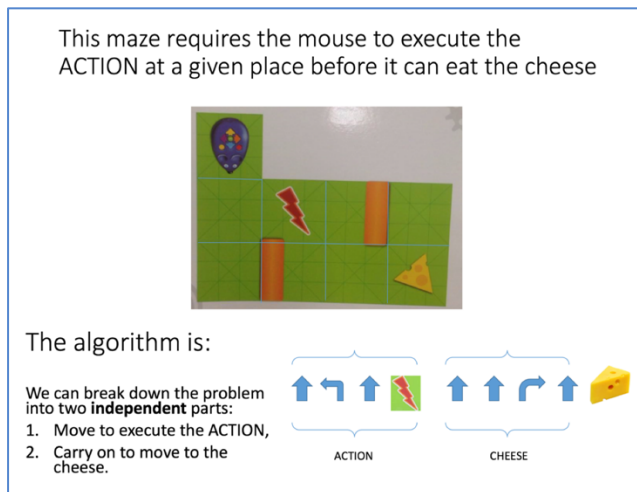 This maze requires the mouse to execute the
ACTION at a given place before it can eat the cheese
The algorithm is:
We can break down the problem
into two independent parts:
1. Move to execute the ACTION,
2. Carry on to move to the
cheese.
ACTION
CHEESE